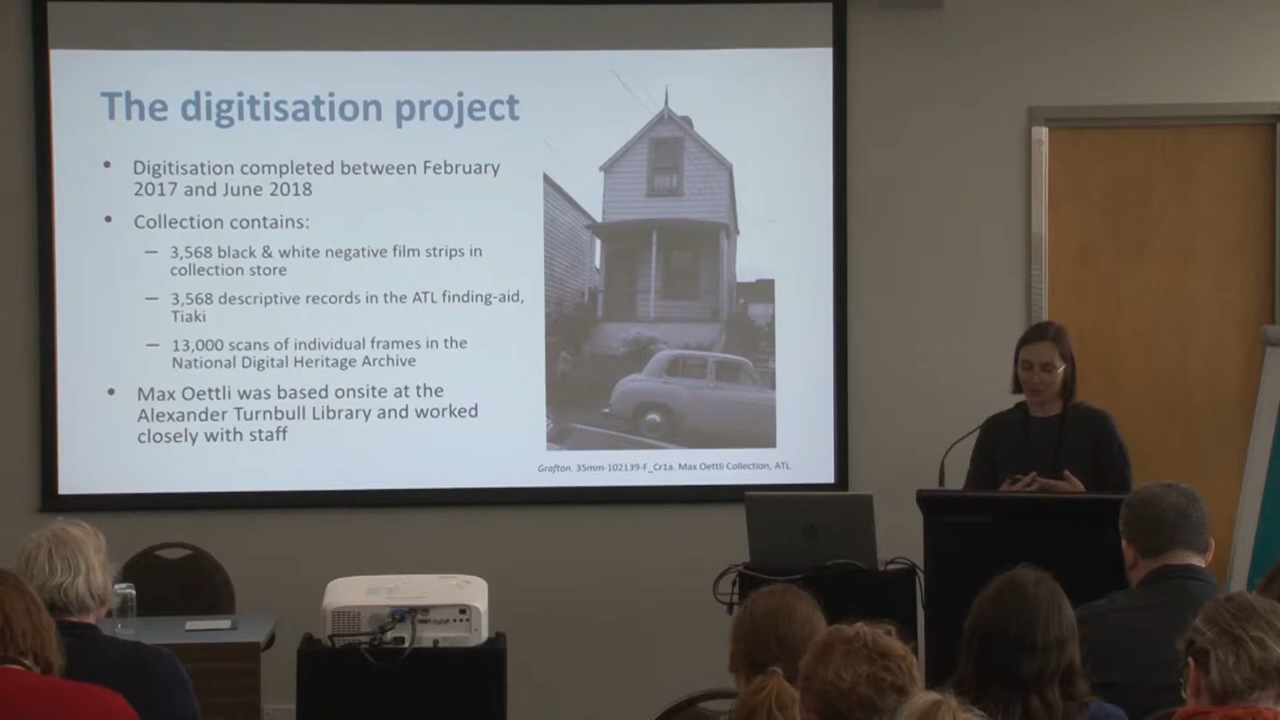 The digitisation project
• Digitisation completed between February
2017 and June 2018
• Collection contains:
— 3,568 black & white negative film strips in
collection store
— 3,568 descriptive records in the ATL finding-aid,
Tiaki
— 13,000 scans of individual frames in the
National Digital Heritage Archive
• Max Oettli was based onsite at the
Alexander Turnbull Library and worked
closely with staff
Grafton. 35mm-102139-F_Cr1a. Max Oettli Collection, ATL